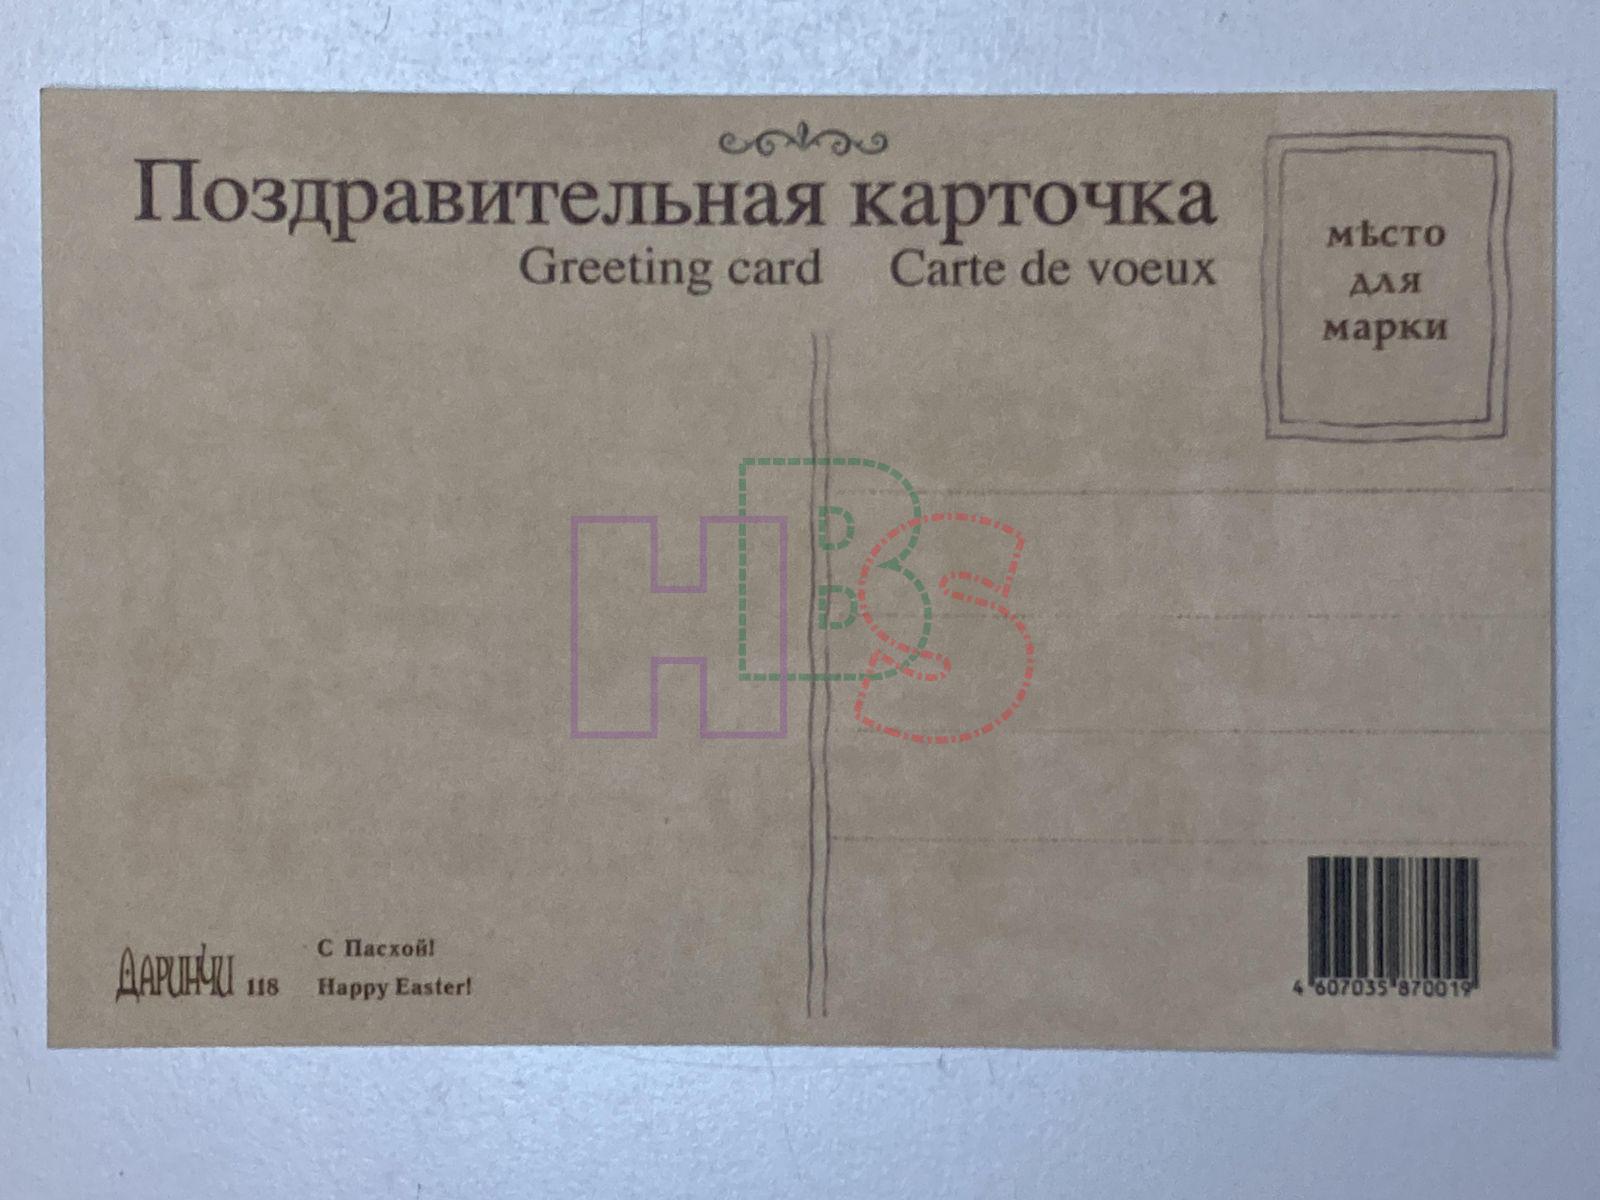 Поздравительная карточка
Greeting card Carte de voeux
мѣсто
для
марки
HBS
ДАРИНЧИ 118
С Пасхой!
Happy Easter!
4 607035 870019